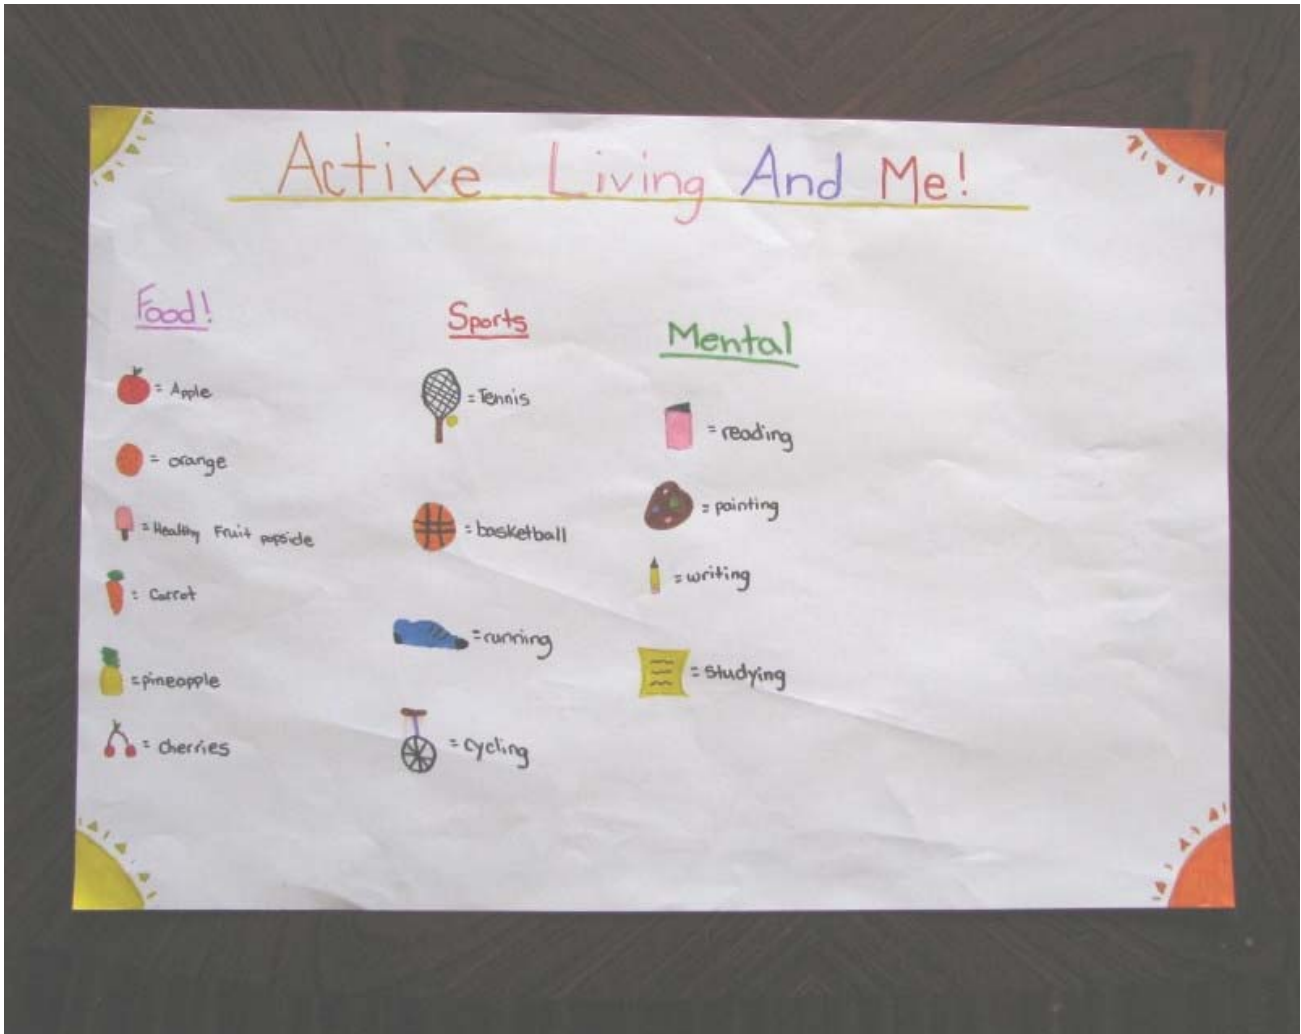 Active Living And Me!
Food!
= Apple
= orange
= Healthy Fruit popsicle
= Carrot
= pineapple
= cherries
Sports
= Tennis
= basketball
= running
= cycling
Mental
= reading
= painting
= writing
= studying